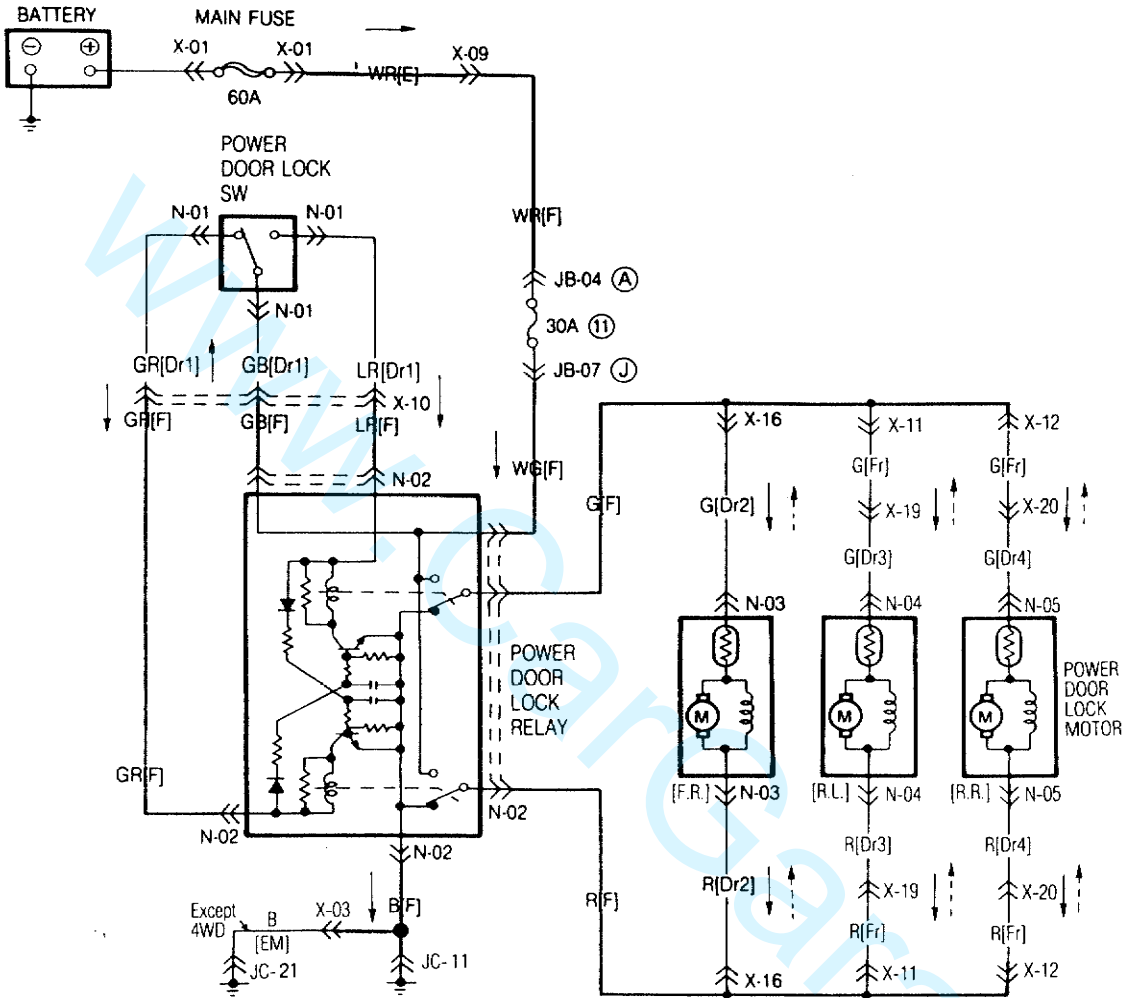 BATTERY
MAIN FUSE
X-01
X-01
X-09
WR[E]
60A
POWER
DOOR LOCK
SW
N-01
N-01
N-01
WR[F]
JB-04 Ⓐ
30A ⑪
JB-07 Ⓙ
GR[Dr1]
GB[Dr1]
LR[Dr1]
X-10
GR[F]
GB[F]
LR[F]
N-02
WG[F]
G[F]
X-16
X-11
X-12
G[Fr]
G[Fr]
G[Dr2]
X-19
X-20
G[Dr3]
G[Dr4]
N-03
N-04
N-05
POWER
DOOR
LOCK
RELAY
POWER
DOOR
LOCK
MOTOR
M
M
M
GR[F]
[F.R.]
N-03
[R.L.]
N-04
[R.R.]
N-05
N-02
N-02
N-02
R[Dr3]
R[Dr4]
R[Dr2]
X-19
X-20
R[F]
B[F]
Except
4WD
B
[EM]
X-03
R[Fr]
R[Fr]
JC-21
JC-11
X-16
X-11
X-12
www.CarGar